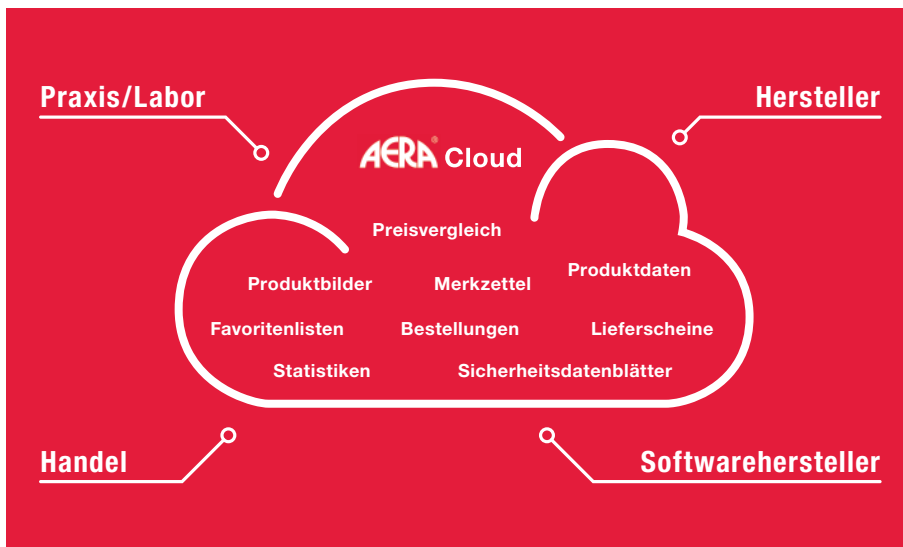 Praxis/Labor
Hersteller
AERA® Cloud
Preisvergleich
Produktbilder
Merkzettel
Produktdaten
Favoritenlisten
Bestellungen
Lieferscheine
Statistiken
Sicherheitsdatenblätter
Handel
Softwarehersteller